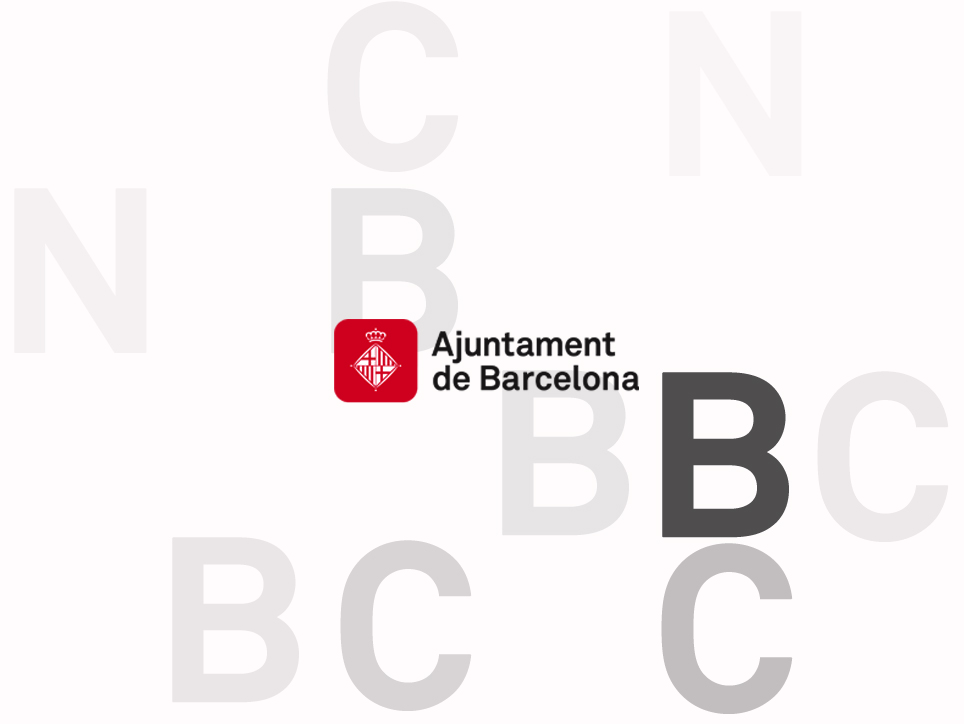 C N
N B
Ajuntament
de Barcelona
B B C
B C C